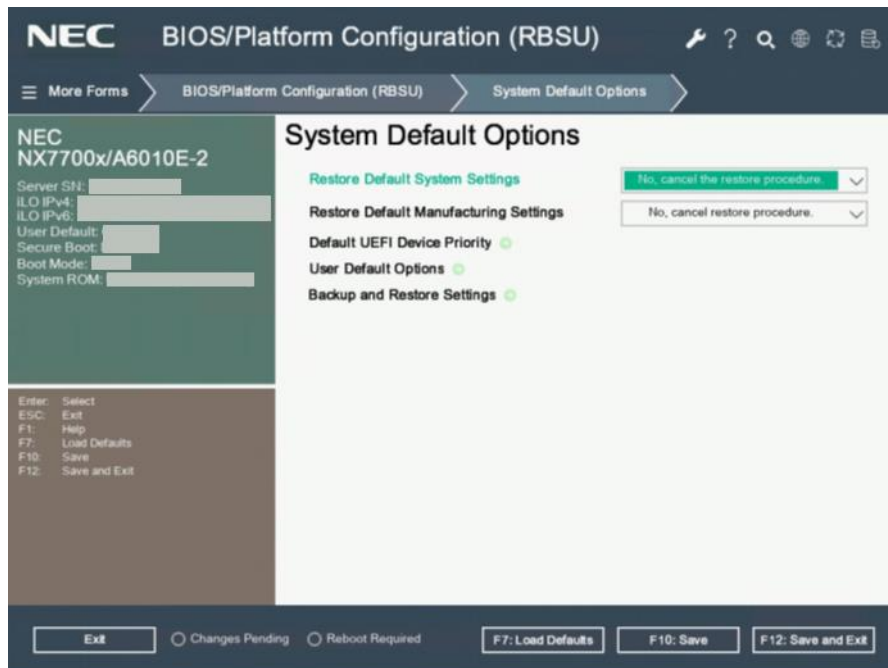 NEC BIOS/Platform Configuration (RBSU) ?
More Forms BIOS/Platform Configuration (RBSU) System Default Options
NEC
NX7700x/A6010E-2
Server SN:
iLO IPv4:
iLO IPv6:
User Default:
Secure Boot:
Boot Mode:
System ROM:
Enter: Select
ESC: Exit
F1: Help
F7: Load Defaults
F10: Save
F12: Save and Exit
System Default Options
Restore Default System Settings No, cancel the restore procedure.
Restore Default Manufacturing Settings No, cancel restore procedure.
Default UEFI Device Priority
User Default Options
Backup and Restore Settings
Exit Changes Pending Reboot Required F7: Load Defaults F10: Save F12: Save and Exit